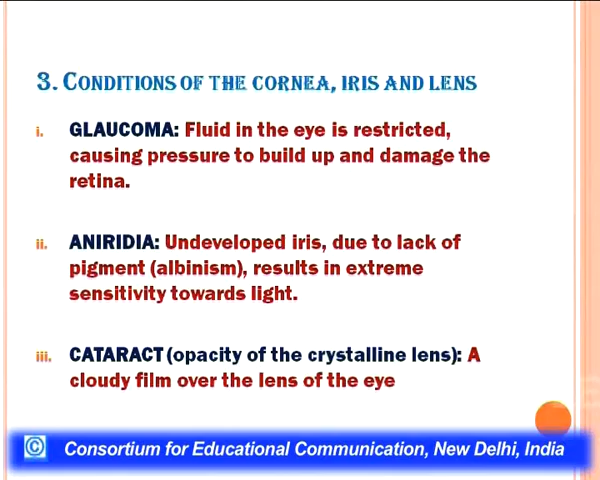 3. CONDITIONS OF THE CORNEA, IRIS AND LENS
i. GLAUCOMA: Fluid in the eye is restricted,
causing pressure to build up and damage the
retina.
ii. ANIRIDIA: Undeveloped iris, due to lack of
pigment (albinism), results in extreme
sensitivity towards light.
iii. CATARACT (opacity of the crystalline lens): A
cloudy film over the lens of the eye
© Consortium for Educational Communication, New Delhi, India